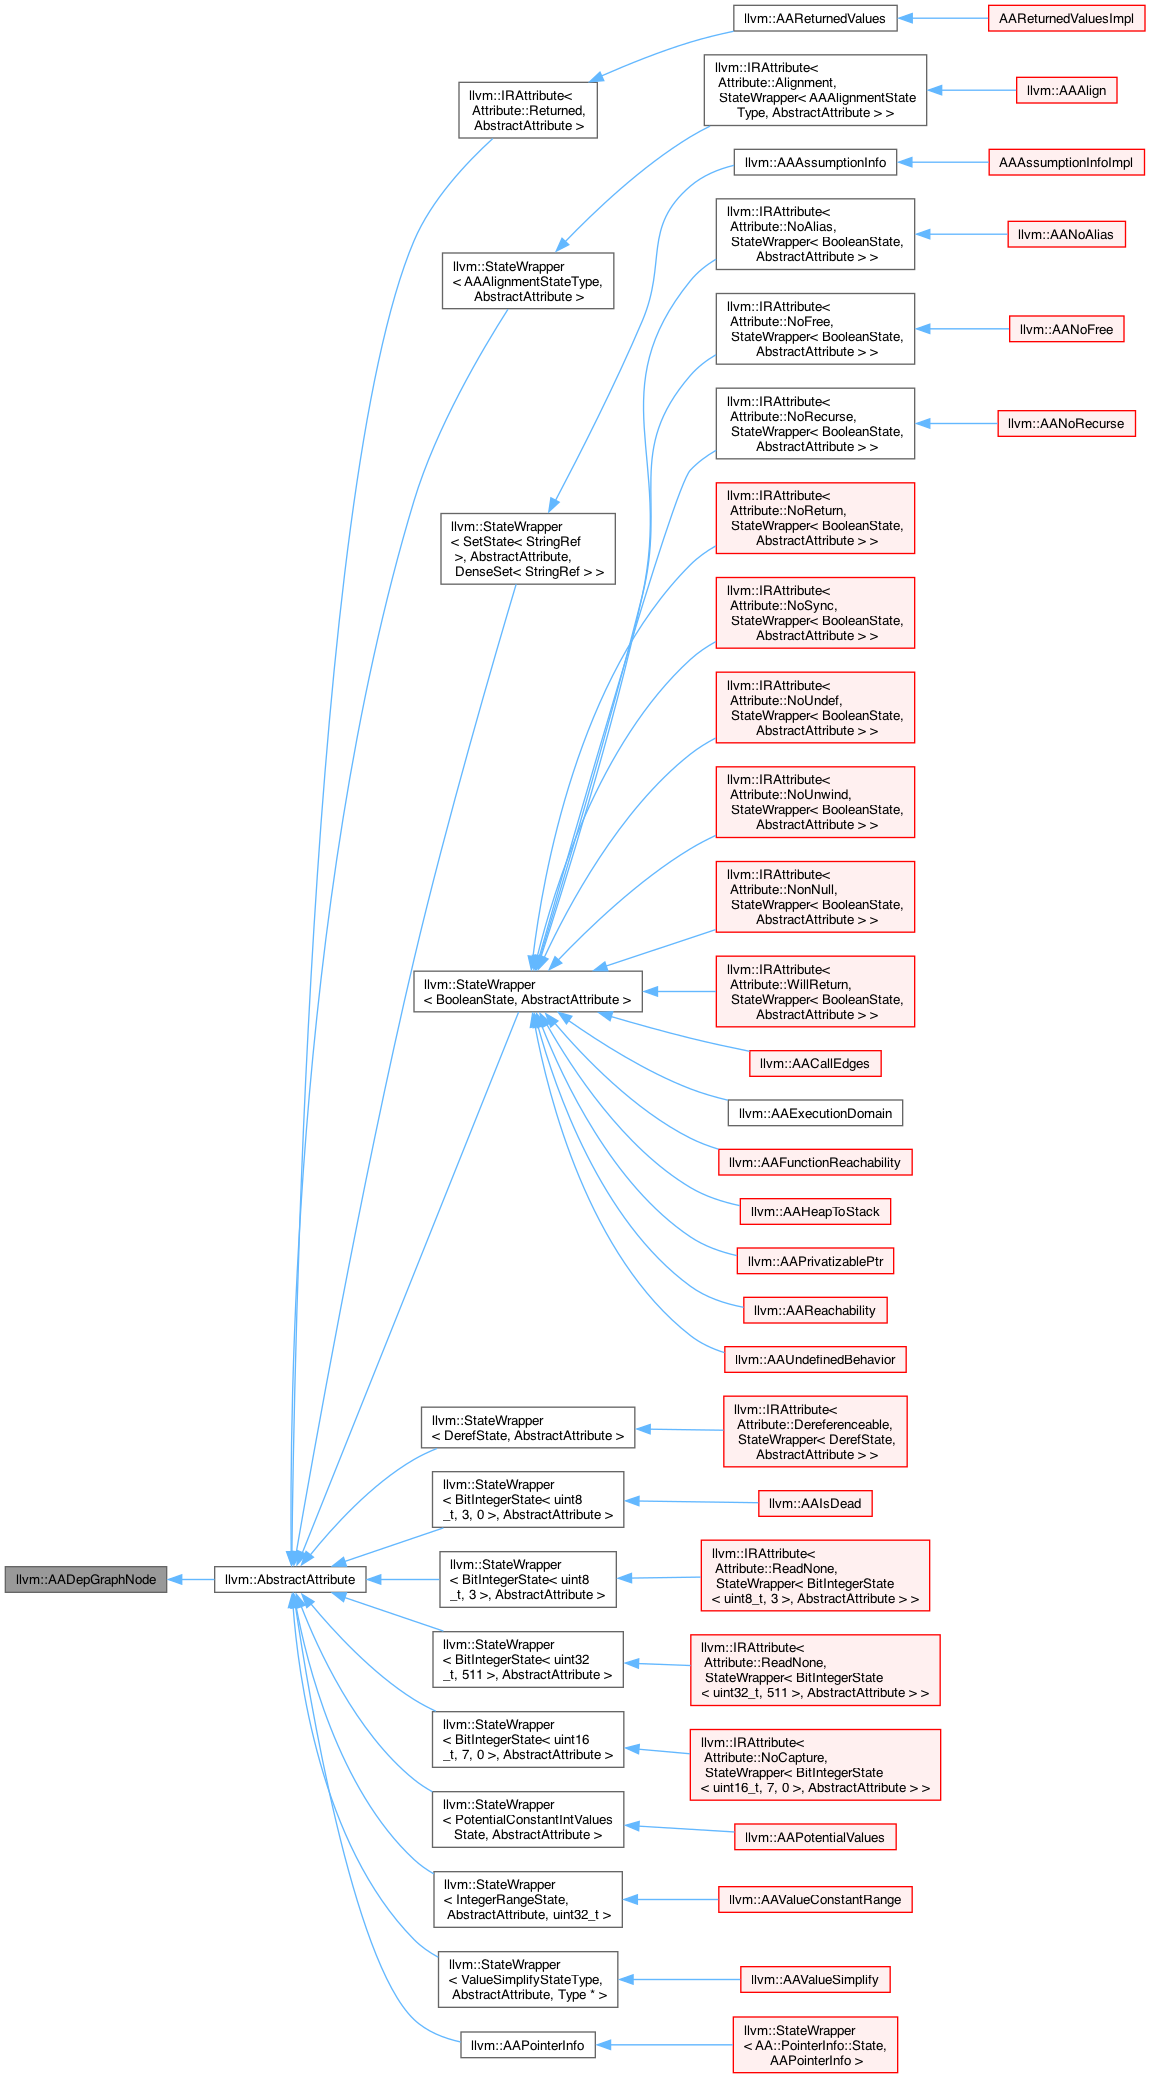 llvm::AAReturnedValues
AAReturnedValuesImpl
llvm::IRAttribute<
Attribute::Returned,
AbstractAttribute >
llvm::IRAttribute<
Attribute::Alignment,
StateWrapper< AAAlignmentState
Type, AbstractAttribute > >
llvm::AAAlign
llvm::AAAssumptionInfo
AAAssumptionInfoImpl
llvm::IRAttribute<
Attribute::NoAlias,
StateWrapper< BooleanState,
AbstractAttribute > >
llvm::AANoAlias
llvm::StateWrapper
< AAAlignmentStateType,
AbstractAttribute >
llvm::IRAttribute<
Attribute::NoFree,
StateWrapper< BooleanState,
AbstractAttribute > >
llvm::AANoFree
llvm::IRAttribute<
Attribute::NoRecurse,
StateWrapper< BooleanState,
AbstractAttribute > >
llvm::AANoRecurse
llvm::StateWrapper
< SetState< StringRef
>, AbstractAttribute,
DenseSet< StringRef > >
llvm::IRAttribute<
Attribute::NoReturn,
StateWrapper< BooleanState,
AbstractAttribute > >
llvm::IRAttribute<
Attribute::NoSync,
StateWrapper< BooleanState,
AbstractAttribute > >
llvm::IRAttribute<
Attribute::NoUndef,
StateWrapper< BooleanState,
AbstractAttribute > >
llvm::IRAttribute<
Attribute::NoUnwind,
StateWrapper< BooleanState,
AbstractAttribute > >
llvm::IRAttribute<
Attribute::NonNull,
StateWrapper< BooleanState,
AbstractAttribute > >
llvm::StateWrapper
< BooleanState, AbstractAttribute >
llvm::IRAttribute<
Attribute::WillReturn,
StateWrapper< BooleanState,
AbstractAttribute > >
llvm::AACallEdges
llvm::AAExecutionDomain
llvm::AAFunctionReachability
llvm::AAHeapToStack
llvm::AAPrivatizablePtr
llvm::AAReachability
llvm::AAUndefinedBehavior
llvm::StateWrapper
< DerefState, AbstractAttribute >
llvm::IRAttribute<
Attribute::Dereferenceable,
StateWrapper< DerefState,
AbstractAttribute > >
llvm::StateWrapper
< BitIntegerState< uint8
_t, 3, 0 >, AbstractAttribute >
llvm::AAIsDead
llvm::AADepGraphNode
llvm::AbstractAttribute
llvm::StateWrapper
< BitIntegerState< uint8
_t, 3 >, AbstractAttribute >
llvm::IRAttribute<
Attribute::ReadNone,
StateWrapper< BitIntegerState
< uint8_t, 3 >, AbstractAttribute > >
llvm::StateWrapper
< BitIntegerState< uint32
_t, 511 >, AbstractAttribute >
llvm::IRAttribute<
Attribute::ReadNone,
StateWrapper< BitIntegerState
< uint32_t, 511 >, AbstractAttribute > >
llvm::StateWrapper
< BitIntegerState< uint16
_t, 7, 0 >, AbstractAttribute >
llvm::IRAttribute<
Attribute::NoCapture,
StateWrapper< BitIntegerState
< uint16_t, 7, 0 >, AbstractAttribute > >
llvm::StateWrapper
< PotentialConstantIntValues
State, AbstractAttribute >
llvm::AAPotentialValues
llvm::StateWrapper
< IntegerRangeState,
AbstractAttribute, uint32_t >
llvm::AAValueConstantRange
llvm::StateWrapper
< ValueSimplifyStateType,
AbstractAttribute, Type * >
llvm::AAValueSimplify
llvm::AAPointerInfo
llvm::StateWrapper
< AA::PointerInfo::State,
AAPointerInfo >